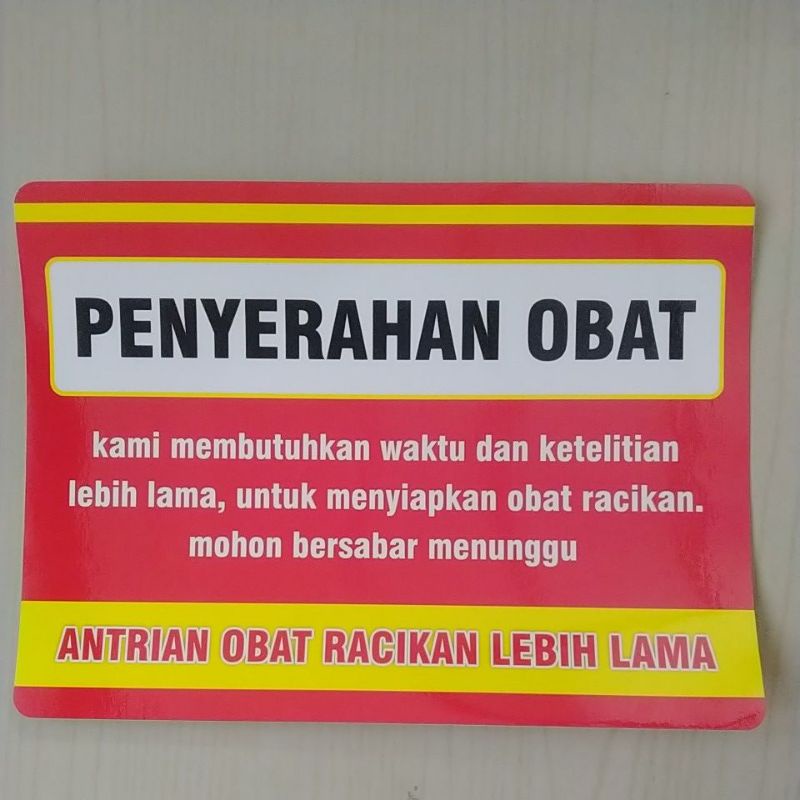 PENYERAHAN OBAT
kami membutuhkan waktu dan ketelitian
lebih lama, untuk menyiapkan obat racikan.
mohon bersabar menunggu
ANTRIAN OBAT RACIKAN LEBIH LAMA